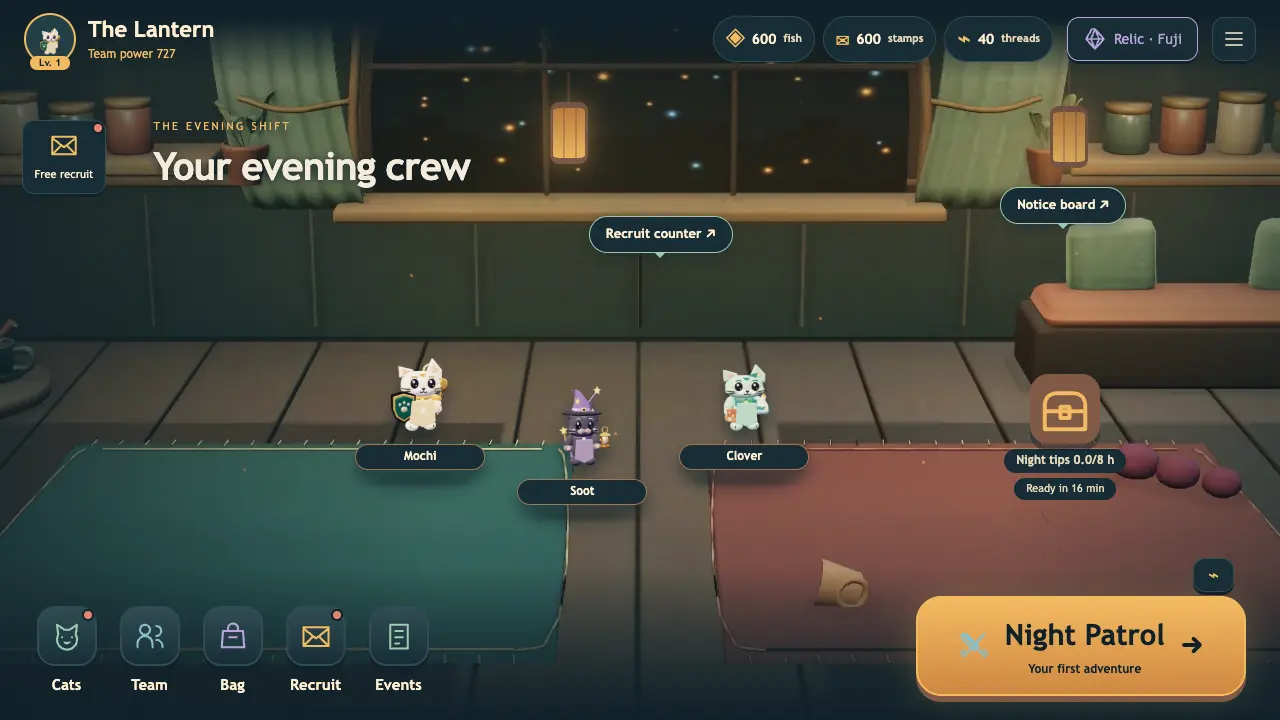 The Lantern
Team power 727
Lv. 1
600 fish
600 stamps
40 threads
Relic · Fuji
THE EVENING SHIFT
Your evening crew
Free recruit
Notice board ↗
Recruit counter ↗
Mochi
Soot
Clover
Night tips 0.0/8 h
Ready in 16 min
Night Patrol →
Your first adventure
Cats
Team
Bag
Recruit
Events